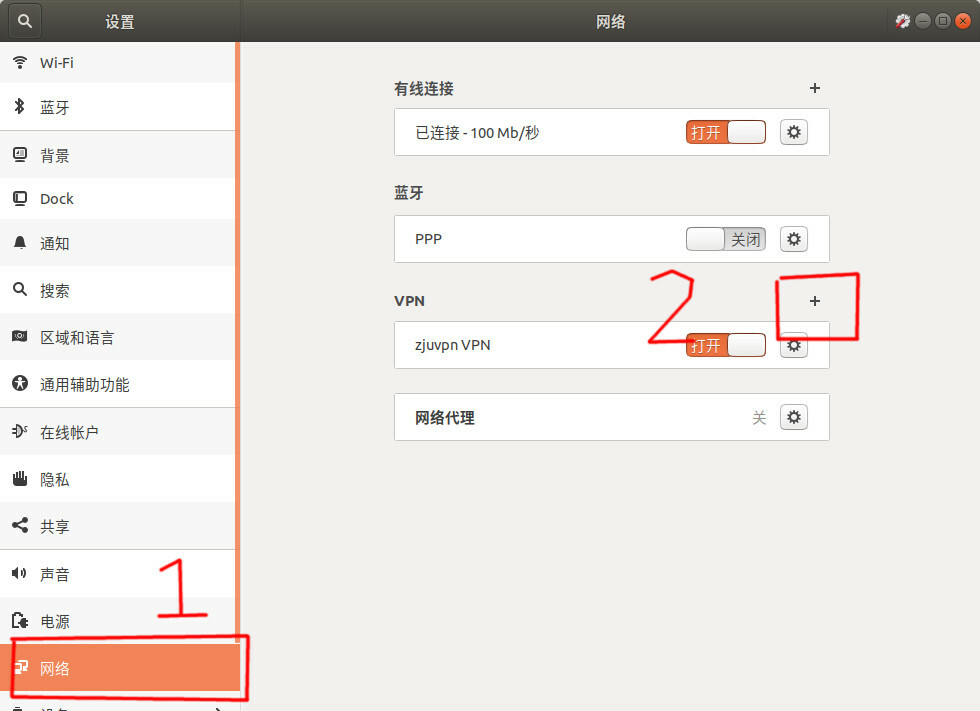 设置
网络
Wi-Fi
蓝牙
背景
Dock
通知
搜索
区域和语言
通用辅助功能
在线帐户
隐私
共享
声音
电源
网络
1
有线连接
+
已连接 - 100 Mb/秒
打开
蓝牙
PPP
关闭
2
VPN
+
zjuvpn VPN
打开
网络代理
关